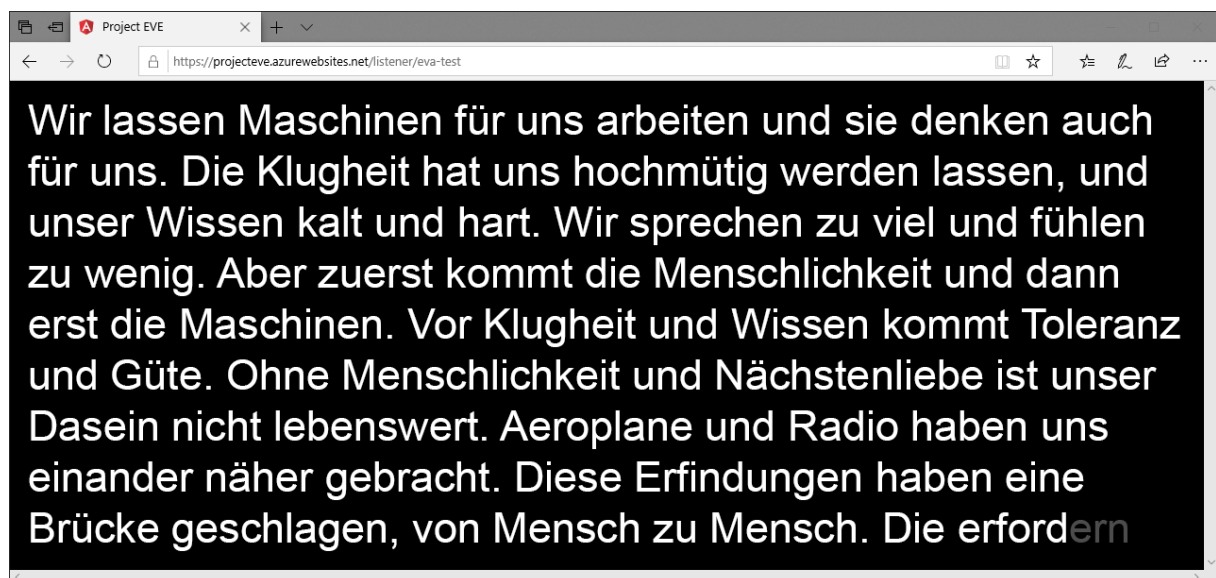 Project EVE
https://projecteve.azurewebsites.net/listener/eva-test
Wir lassen Maschinen für uns arbeiten und sie denken auch
für uns. Die Klugheit hat uns hochmütig werden lassen, und
unser Wissen kalt und hart. Wir sprechen zu viel und fühlen
zu wenig. Aber zuerst kommt die Menschlichkeit und dann
erst die Maschinen. Vor Klugheit und Wissen kommt Toleranz
und Güte. Ohne Menschlichkeit und Nächstenliebe ist unser
Dasein nicht lebenswert. Aeroplane und Radio haben uns
einander näher gebracht. Diese Erfindungen haben eine
Brücke geschlagen, von Mensch zu Mensch. Die erfordern